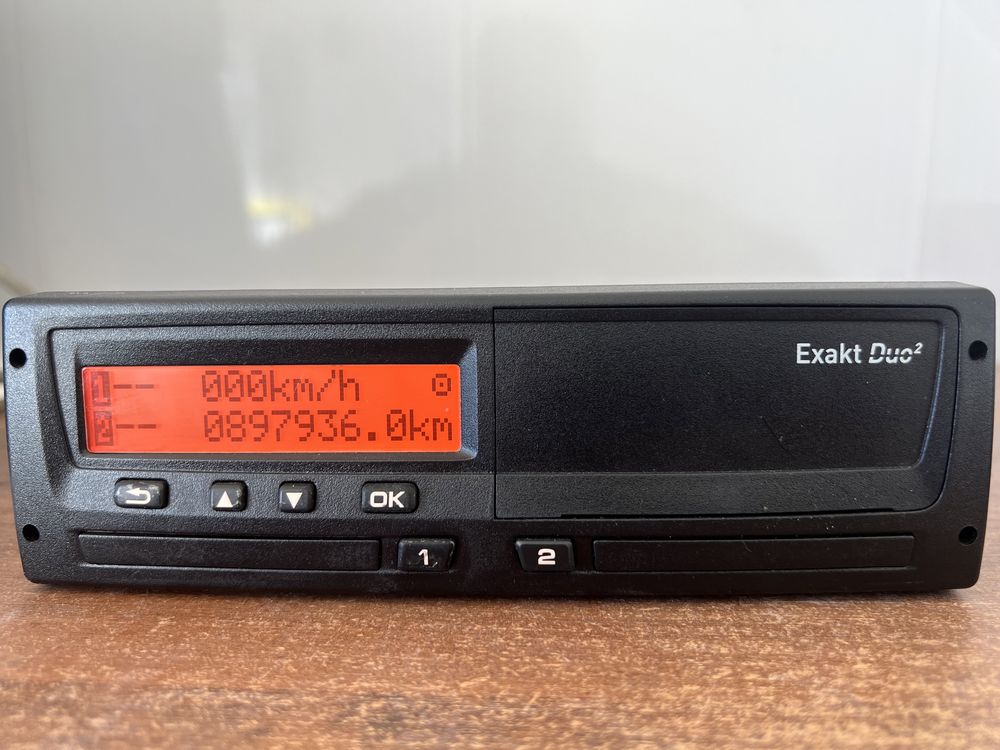 Exakt Duo²
1-- 000km/h
2-- 0897936.0km
OK
1
2